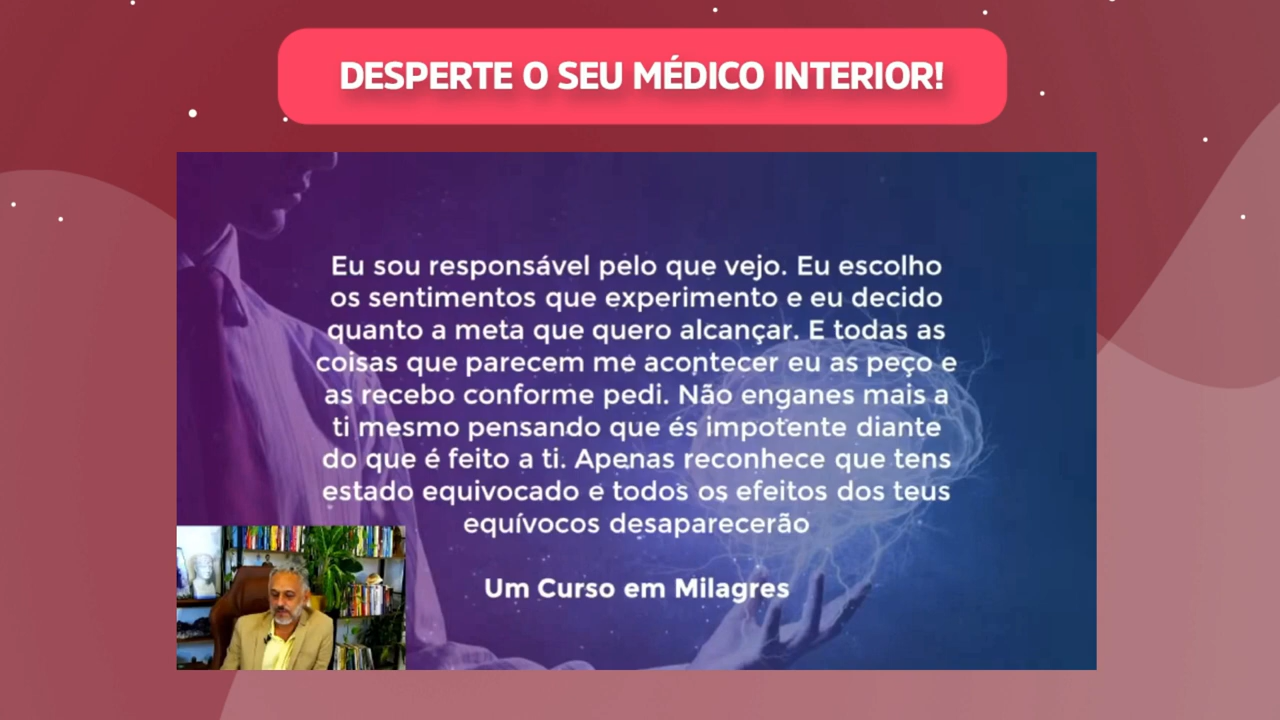 DESPERTE O SEU MÉDICO INTERIOR!
Eu sou responsável pelo que vejo. Eu escolho
os sentimentos que experimento e eu decido
quanto a meta que quero alcançar. E todas as
coisas que parecem me acontecer eu as peço e
as recebo conforme pedi. Não enganes mais a
ti mesmo pensando que és impotente diante
do que é feito a ti. Apenas reconhece que tens
estado equivocado e todos os efeitos dos teus
equívocos desaparecerão
Um Curso em Milagres